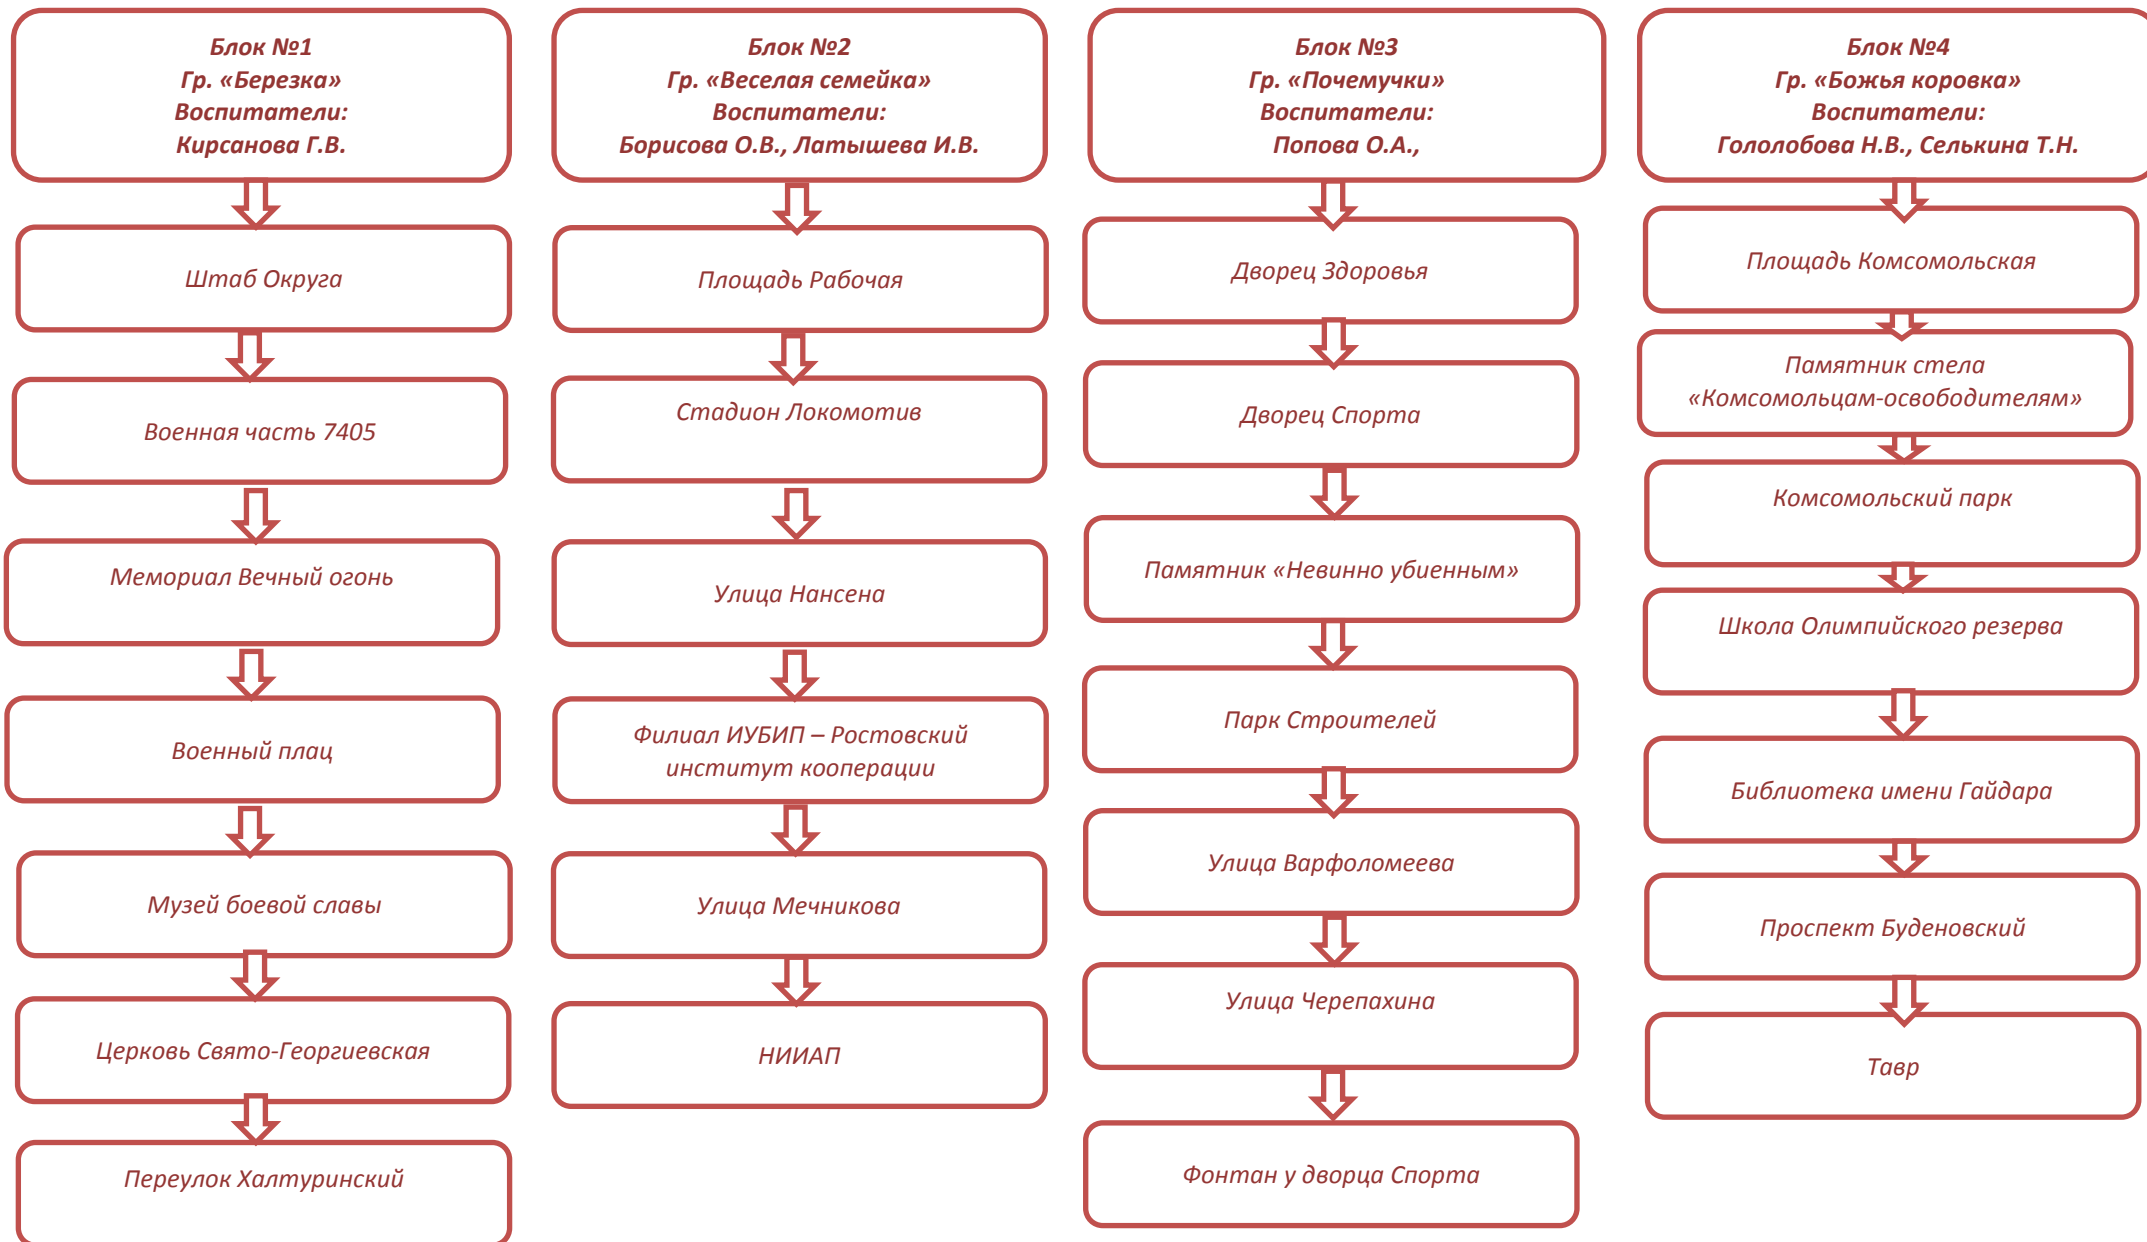 Блок №1
Гр. «Березка»
Воспитатели:
Кирсанова Г.В.
Штаб Округа
Военная часть 7405
Мемориал Вечный огонь
Военный плац
Музей боевой славы
Церковь Свято-Георгиевская
Переулок Халтуринский
Блок №2
Гр. «Веселая семейка»
Воспитатели:
Борисова О.В., Латышева И.В.
Площадь Рабочая
Стадион Локомотив
Улица Нансена
Филиал ИУБИП – Ростовский
институт кооперации
Улица Мечникова
НИИАП
Блок №3
Гр. «Почемучки»
Воспитатели:
Попова О.А.,
Дворец Здоровья
Дворец Спорта
Памятник «Невинно убиенным»
Парк Строителей
Улица Варфоломеева
Улица Черепахина
Фонтан у дворца Спорта
Блок №4
Гр. «Божья коровка»
Воспитатели:
Гололобова Н.В., Селькина Т.Н.
Площадь Комсомольская
Памятник стела
«Комсомольцам-освободителям»
Комсомольский парк
Школа Олимпийского резерва
Библиотека имени Гайдара
Проспект Буденовский
Тавр